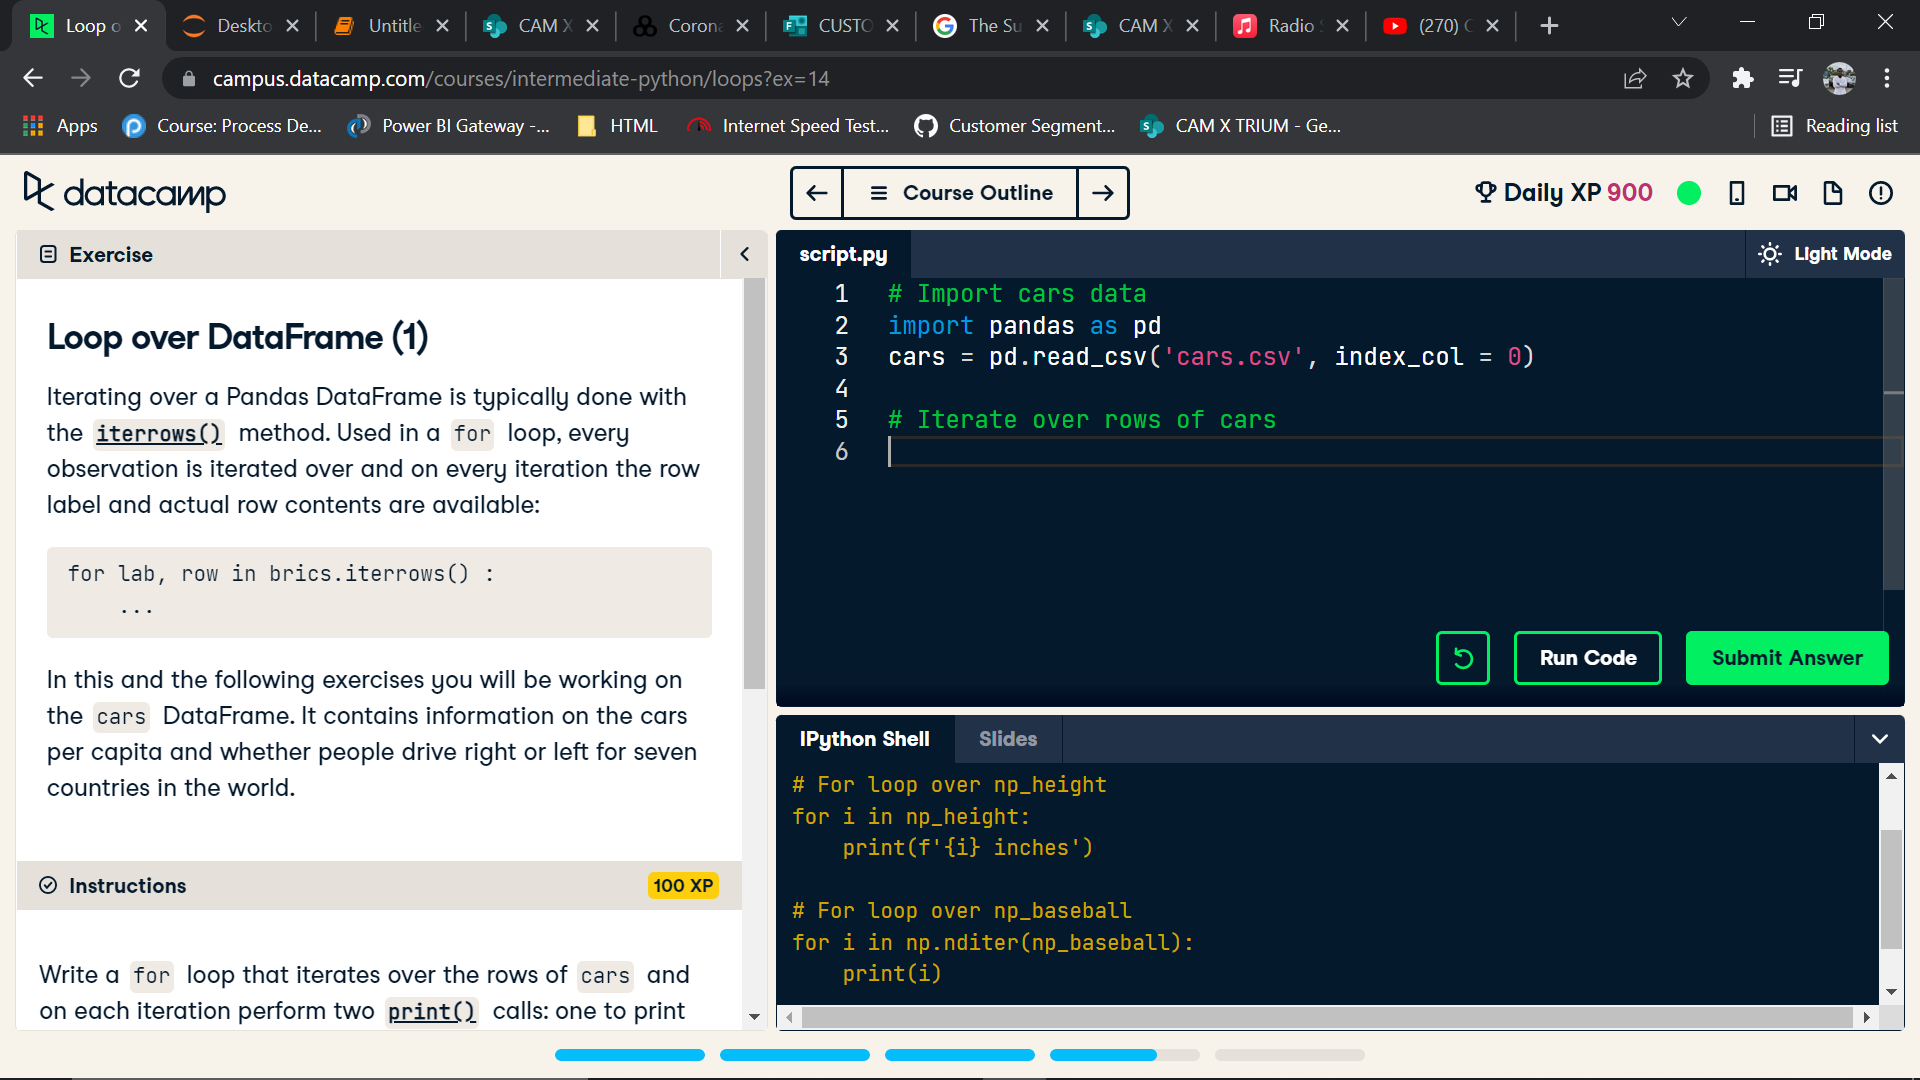 Loop o
Deskto
Untitle
CAM X
Corona
CUSTO
The Su
CAM X
Radio
(270)
campus.datacamp.com/courses/intermediate-python/loops?ex=14
Apps
Course: Process De...
Power BI Gateway -...
HTML
Internet Speed Test...
Customer Segment...
CAM X TRIUM - Ge...
Reading list
datacamp
Course Outline
Daily XP 900
Exercise
Loop over DataFrame (1)
Iterating over a Pandas DataFrame is typically done with
the iterrows() method. Used in a for loop, every
observation is iterated over and on every iteration the row
label and actual row contents are available:
for lab, row in brics.iterrows() :
    ...
In this and the following exercises you will be working on
the cars DataFrame. It contains information on the cars
per capita and whether people drive right or left for seven
countries in the world.
Instructions
100 XP
Write a for loop that iterates over the rows of cars and
on each iteration perform two print() calls: one to print
script.py
Light Mode
1 # Import cars data
2 import pandas as pd
3 cars = pd.read_csv('cars.csv', index_col = 0)
4
5 # Iterate over rows of cars
6
Run Code
Submit Answer
IPython Shell
Slides
# For loop over np_height
for i in np_height:
    print(f'{i} inches')
# For loop over np_baseball
for i in np.nditer(np_baseball):
    print(i)